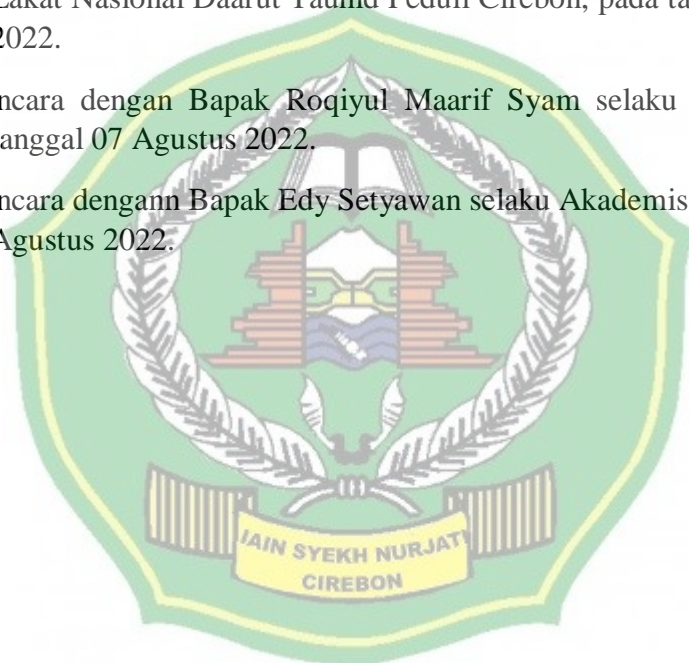 Zakat Nasional Daarut Tauhid Peduli Cirebon, pada ta
2022.
ncara dengan Bapak Roqiyul Maarif Syam selaku
anggal 07 Agustus 2022.
ncara dengann Bapak Edy Setyawan selaku Akademis
Agustus 2022.
IAIN SYEKH NURJATI
CIREBON